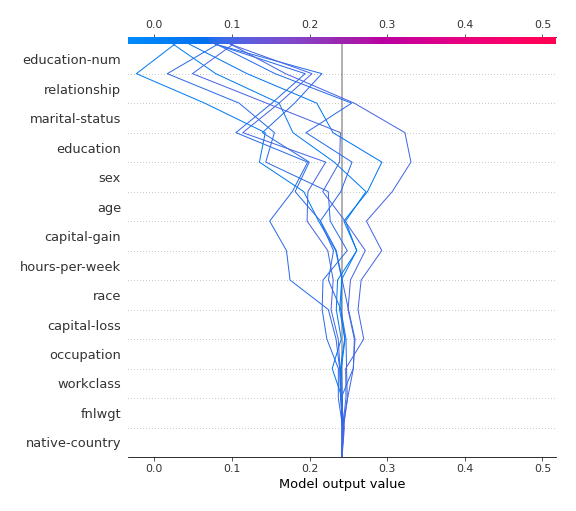 0.0 0.1 0.2 0.3 0.4 0.5
education-num
relationship
marital-status
education
sex
age
capital-gain
hours-per-week
race
capital-loss
occupation
workclass
fnlwgt
native-country
0.0 0.1 0.2 0.3 0.4 0.5
Model output value